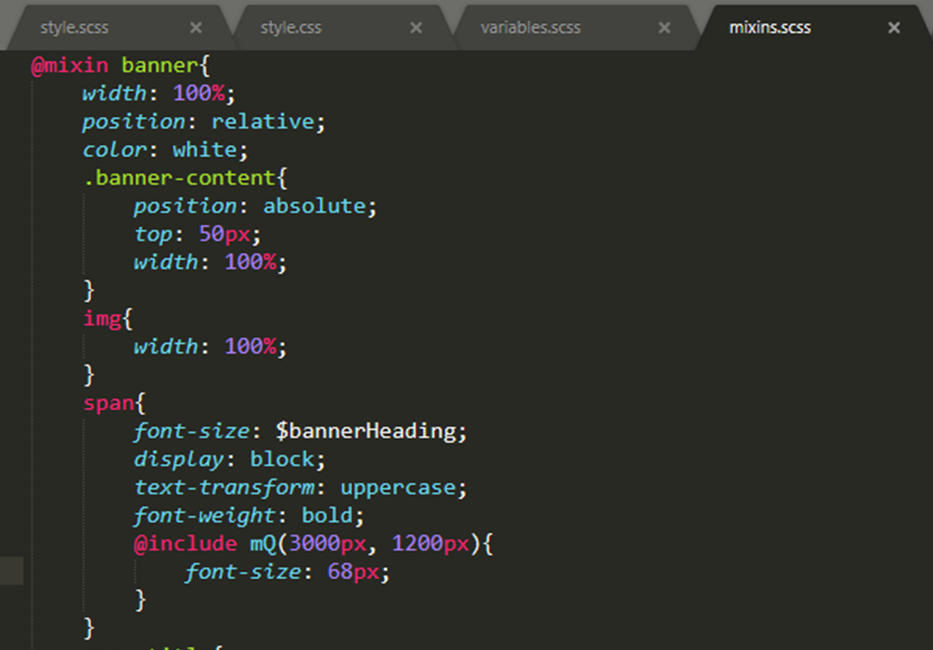 style.scss × style.css × variables.scss × mixins.scss ×
@mixin banner{
width: 100%;
position: relative;
color: white;
.banner-content{
position: absolute;
top: 50px;
width: 100%;
}
img{
width: 100%;
}
span{
font-size: $bannerHeading;
display: block;
text-transform: uppercase;
font-weight: bold;
@include mQ(3000px, 1200px){
font-size: 68px;
}
}